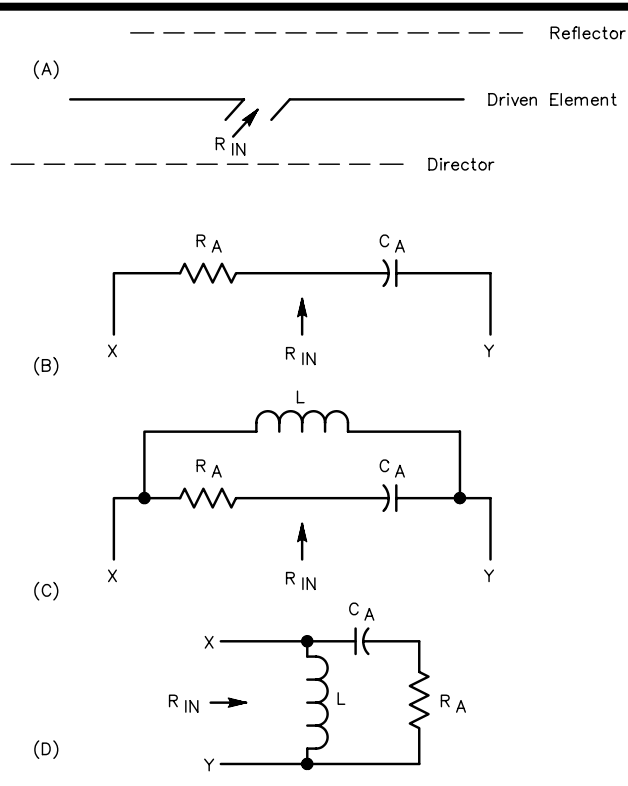 Reflector
(A)
Driven Element
R IN
Director
R A
C A
X
R IN
Y
(B)
L
R A
C A
X
R IN
Y
(C)
C A
X
R IN
L
R A
Y
(D)